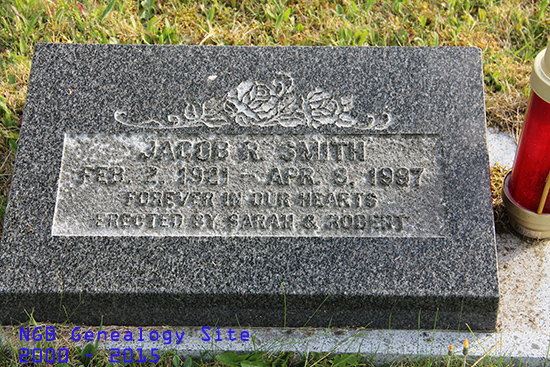 JACOB R. SMITH
FEB. 2, 1921 - APR. 9, 1987
FOREVER IN OUR HEARTS
ERECTED BY SARAH & ROBERT
NGB Genealogy Site
2000 - 2015